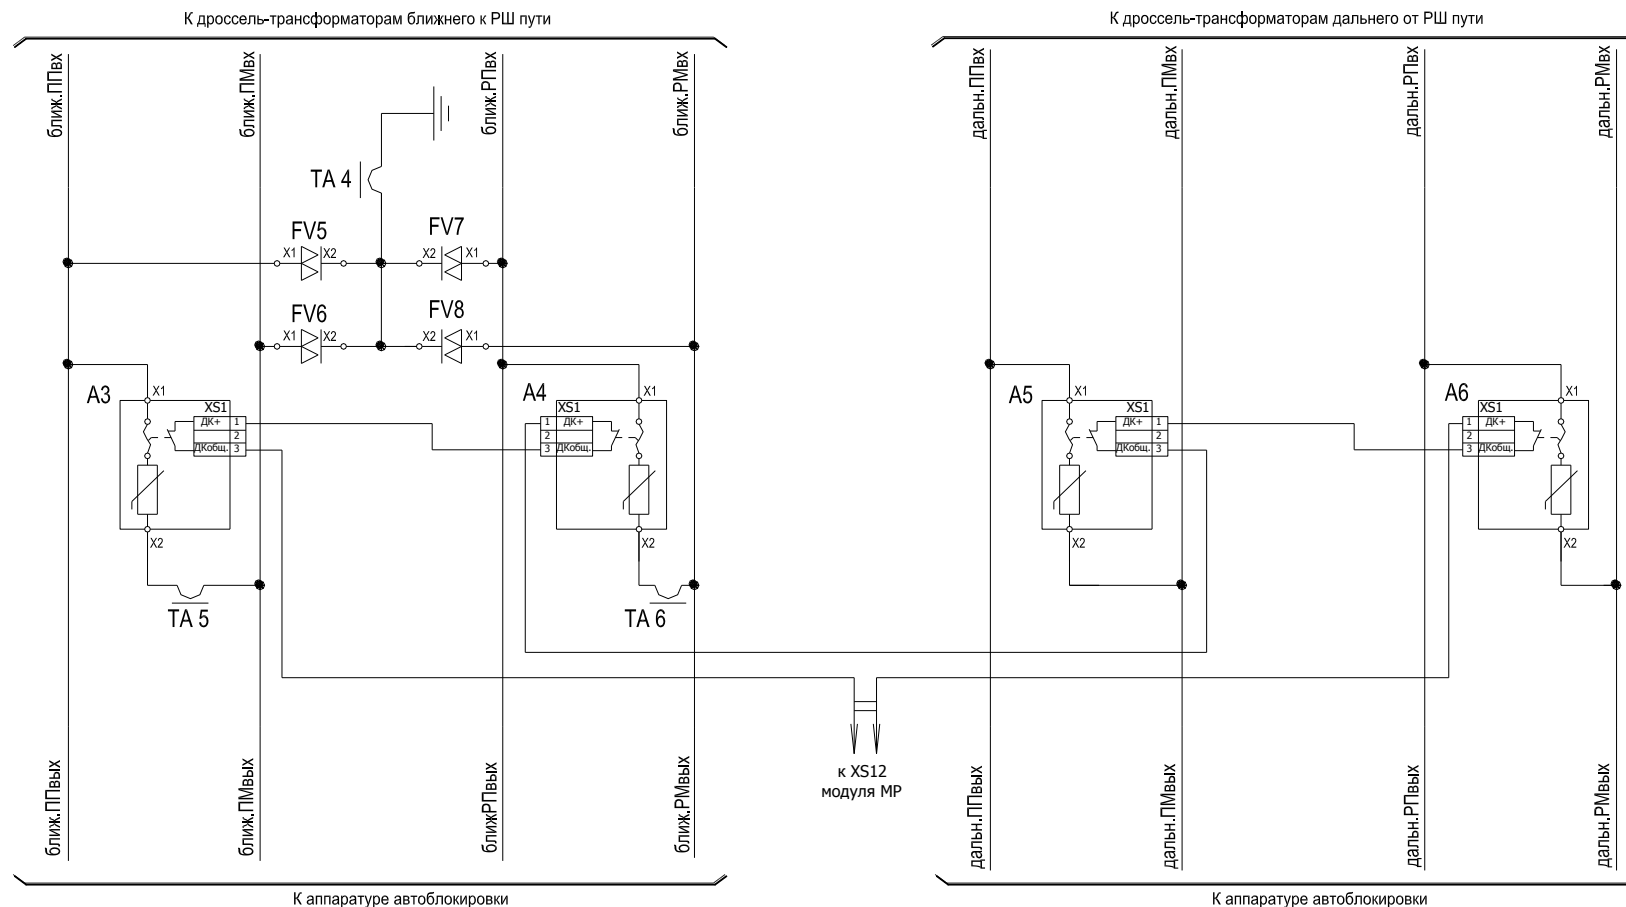 К дроссель-трансформаторам ближнего к РШ пути
К дроссель-трансформаторам дальнего от РШ пути
ближ.ППвх
ближ.ПМвх
ближ.РПвх
ближ.РМвх
дальн.ППвх
дальн.ПМвх
дальн.РПвх
дальн.РМвх
TA 4
FV5
X1 X2
FV7
X2 X1
FV6
X1 X2
FV8
X2 X1
A3
X1
XS1
ДК+ 1
2
ДКобщ. 3
X2
TA 5
A4
X1
XS1
1 ДК+
2
3 ДКобщ.
X2
TA 6
A5
X1
XS1
ДК+ 1
2
ДКобщ. 3
X2
A6
X1
XS1
1 ДК+
2
3 ДКобщ.
X2
к XS12
модуля МР
ближ.ППвых
ближ.ПМвых
ближРПвых
ближ.РМвых
дальн.ППвых
дальн.ПМвых
дальн.РПвых
дальн.РМвых
К аппаратуре автоблокировки
К аппаратуре автоблокировки